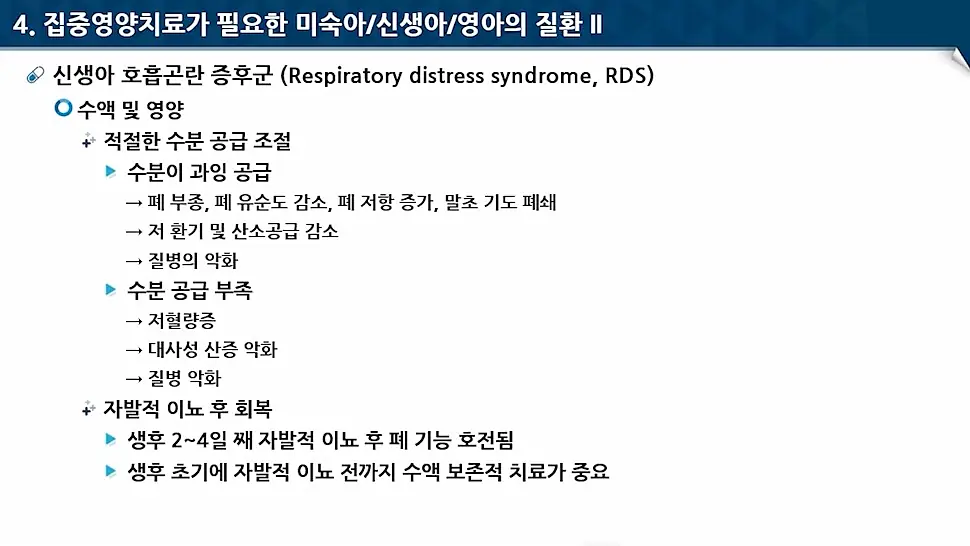 4. 집중영양치료가 필요한 미숙아/신생아/영아의 질환 II
신생아 호흡곤란 증후군 (Respiratory distress syndrome, RDS)
수액 및 영양
적절한 수분 공급 조절
수분이 과잉 공급
→ 폐 부종, 폐 유순도 감소, 폐 저항 증가, 말초 기도 폐쇄
→ 저 환기 및 산소공급 감소
→ 질병의 악화
수분 공급 부족
→ 저혈량증
→ 대사성 산증 악화
→ 질병 악화
자발적 이뇨 후 회복
생후 2~4일 째 자발적 이뇨 후 폐 기능 호전됨
생후 초기에 자발적 이뇨 전까지 수액 보존적 치료가 중요